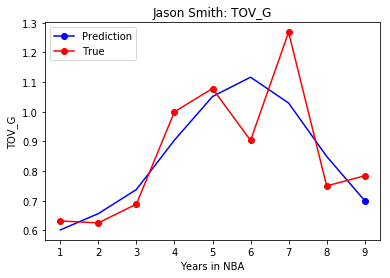 Jason Smith: TOV_G
Prediction
True
1.3
1.2
1.1
1.0
0.9
0.8
0.7
0.6
TOV_G
1 2 3 4 5 6 7 8 9
Years in NBA